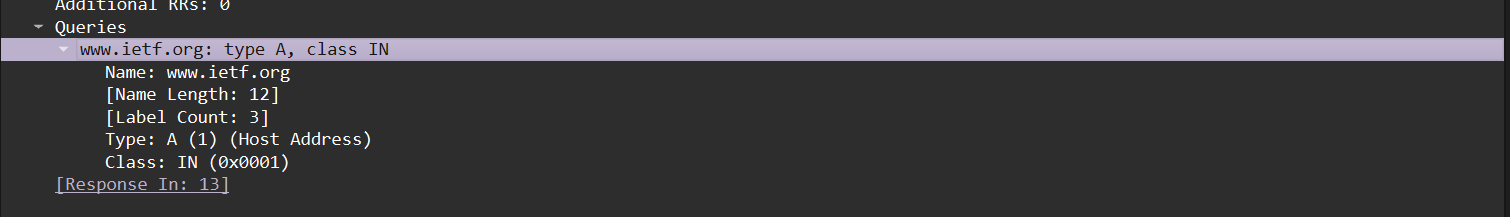 Additional RRs: 0
Queries
www.ietf.org: type A, class IN
Name: www.ietf.org
[Name Length: 12]
[Label Count: 3]
Type: A (1) (Host Address)
Class: IN (0x0001)
[Response In: 13]